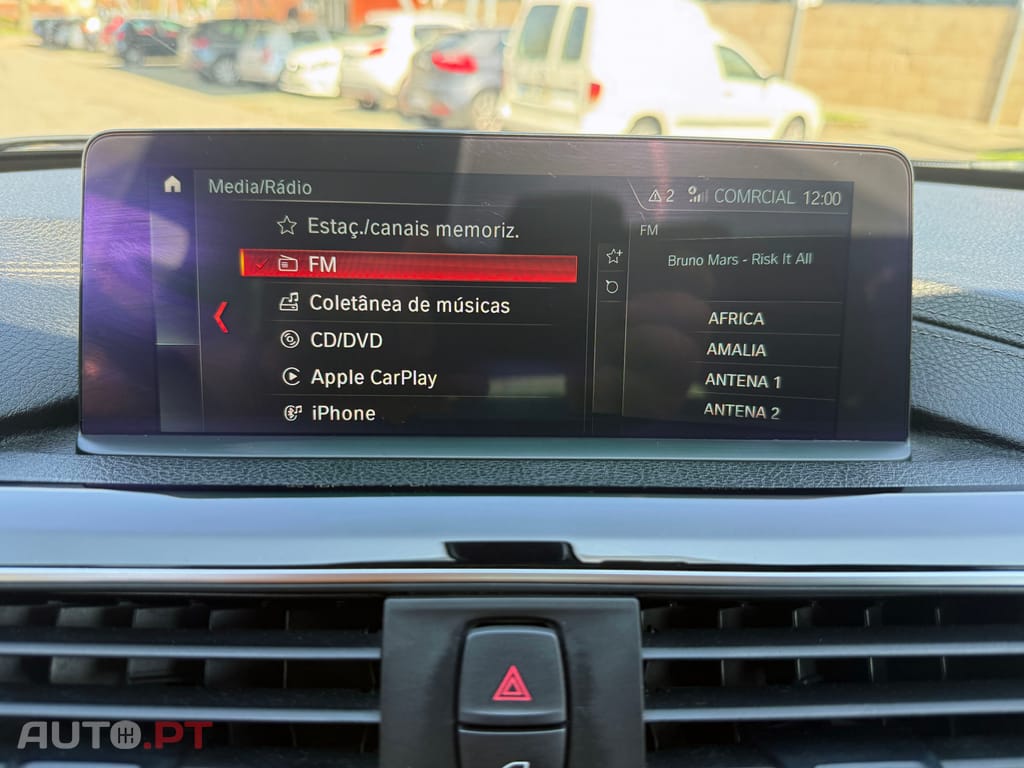 Media/Rádio
2 COMRCIAL 12:00
Estaç./canais memoriz.
FM
Coletânea de músicas
CD/DVD
Apple CarPlay
iPhone
FM
Bruno Mars - Risk It All
AFRICA
AMALIA
ANTENA 1
ANTENA 2
AUTO.PT